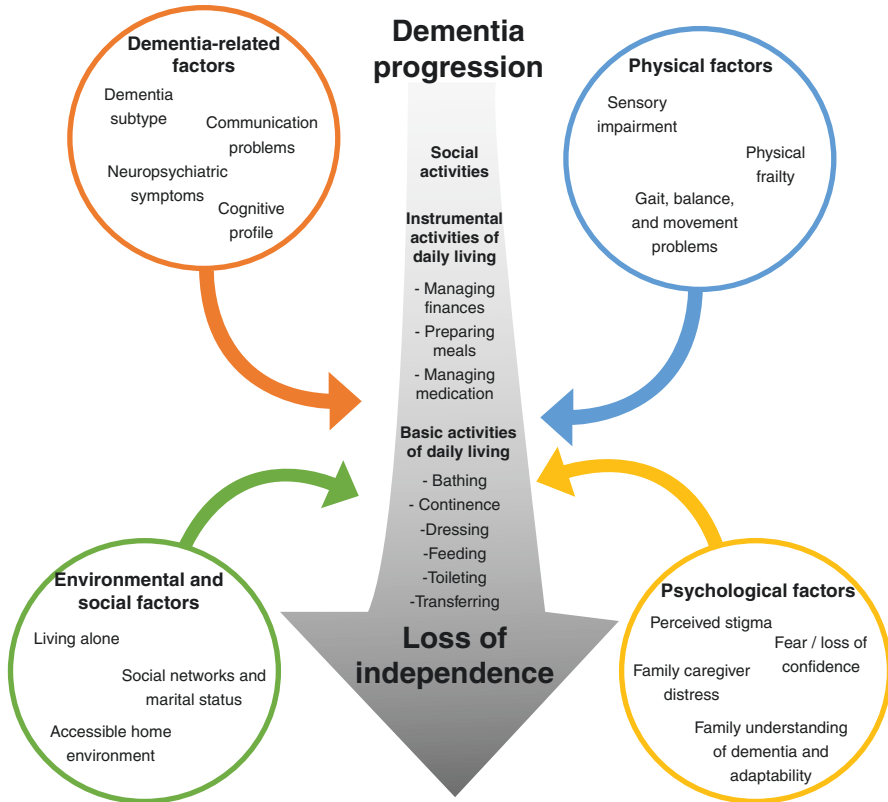 Dementia
progression
Dementia-related
factors
Dementia
subtype
Communication
problems
Neuropsychiatric
symptoms
Cognitive
profile
Physical factors
Sensory
impairment
Physical
frailty
Gait, balance,
and movement
problems
Social
activities
Instrumental
activities of
daily living
- Managing
finances
- Preparing
meals
- Managing
medication
Basic activities
of daily living
- Bathing
- Continence
-Dressing
-Feeding
-Toileting
-Transferring
Loss of
independence
Environmental and
social factors
Living alone
Social networks and
marital status
Accessible home
environment
Psychological factors
Perceived stigma
Fear / loss of
confidence
Family caregiver
distress
Family understanding
of dementia and
adaptability